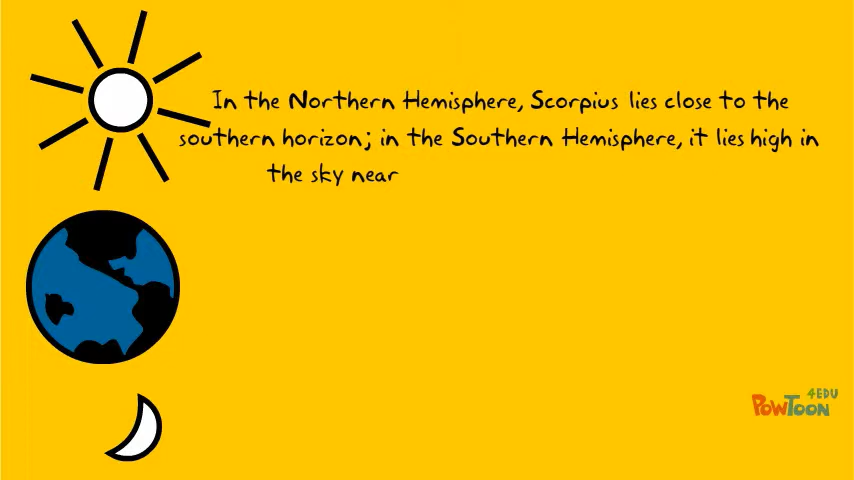 In the Northern Hemisphere, Scorpius lies close to the
southern horizon; in the Southern Hemisphere, it lies high in
the sky near
4EDU
PowToon